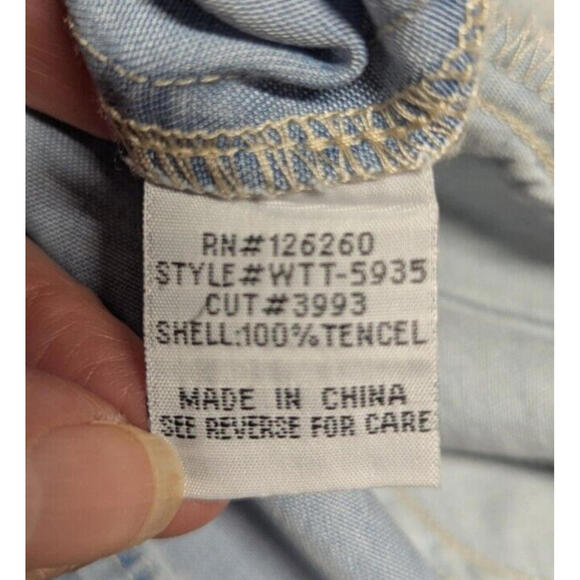 RN#126260
STYLE#WTT-5935
CUT#3993
SHELL:100%TENCEL
MADE IN CHINA
SEE REVERSE FOR CARE